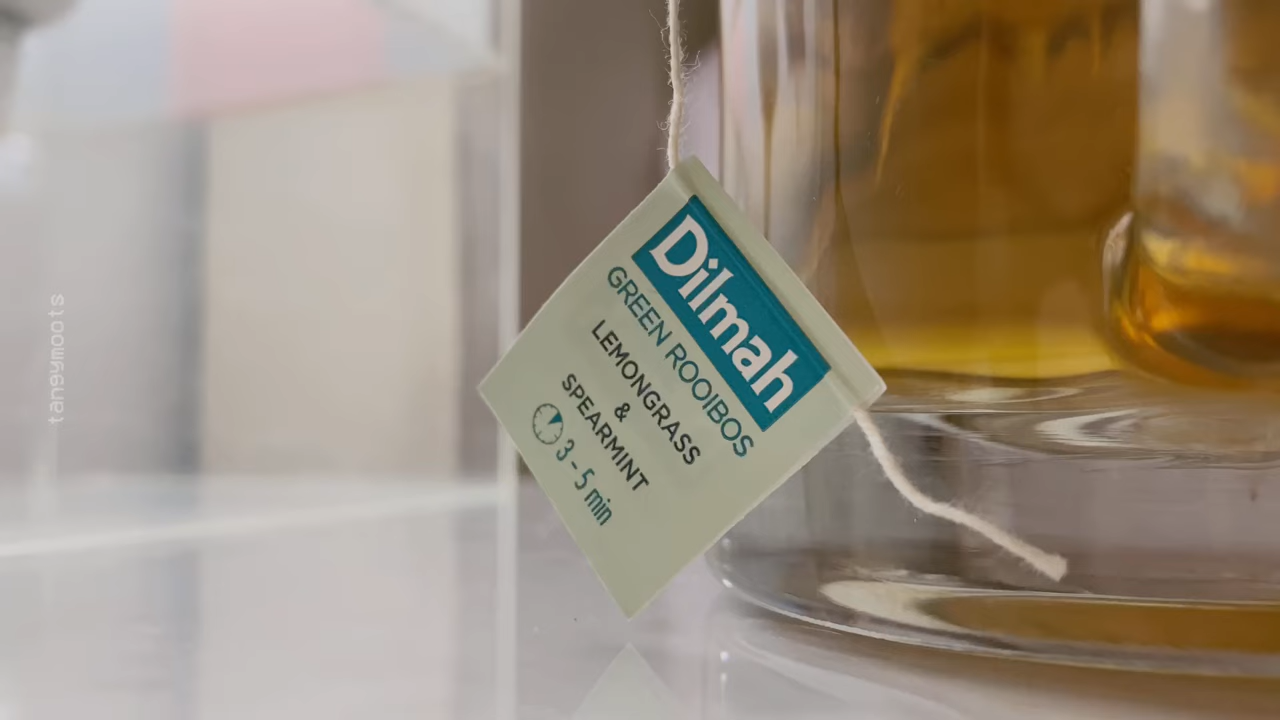 Dilmah
GREEN ROOIBOS
LEMONGRASS
&
SPEARMINT
3 - 5 min
tangymoots